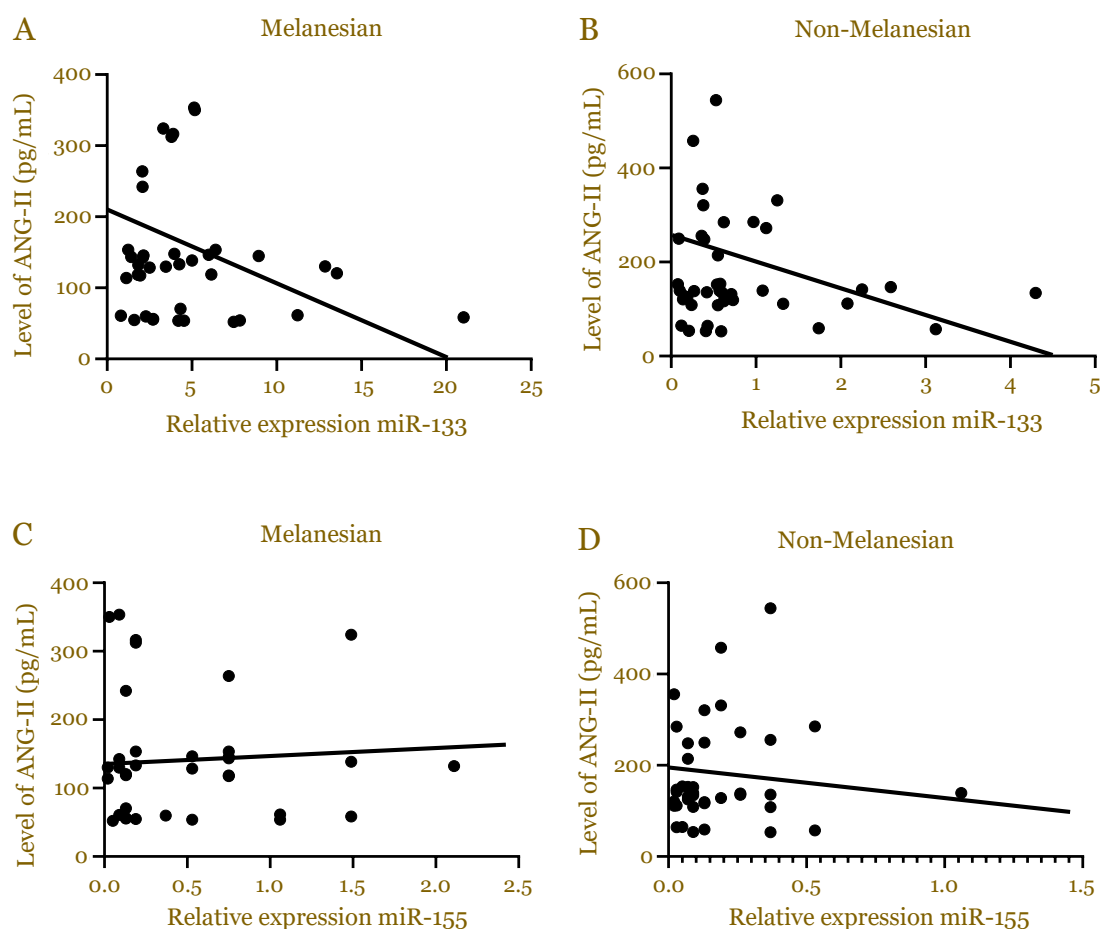 A
Melanesian
Level of ANG-II (pg/mL)
400
300
200
100
0
0 5 10 15 20 25
Relative expression miR-133
B
Non-Melanesian
Level of ANG-II (pg/mL)
600
400
200
0
0 1 2 3 4 5
Relative expression miR-133
C
Melanesian
Level of ANG-II (pg/mL)
400
300
200
100
0
0.0 0.5 1.0 1.5 2.0 2.5
Relative expression miR-155
D
Non-Melanesian
Level of ANG-II (pg/mL)
600
400
200
0
0.0 0.5 1.0 1.5
Relative expression miR-155